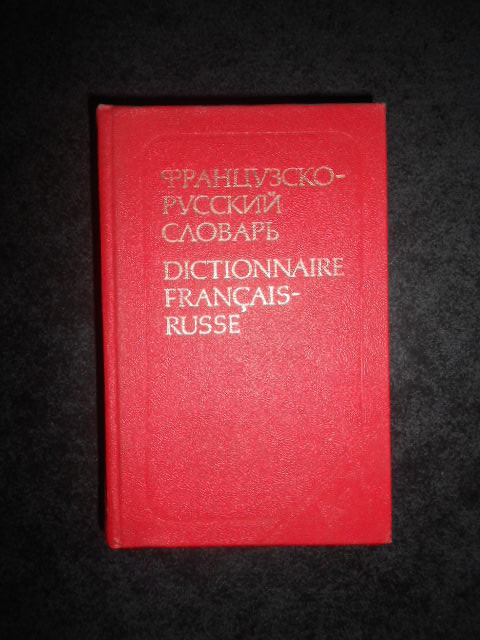 ФРАНЦУЗСКО-
РУССКИЙ
СЛОВАРЬ
DICTIONNAIRE
FRANÇAIS-
RUSSE